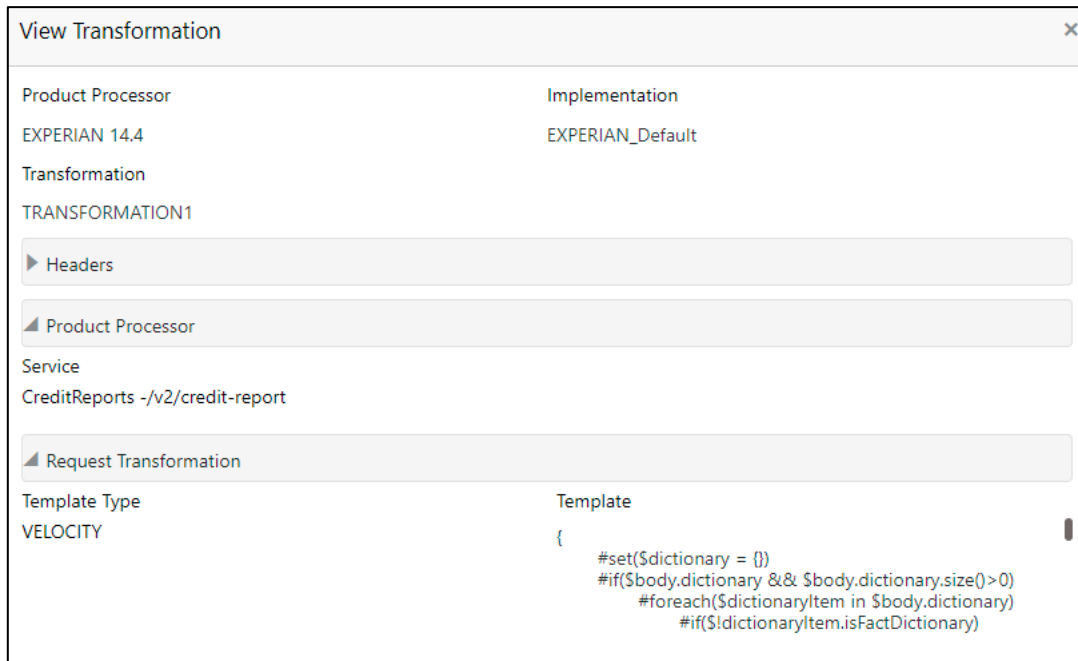 View Transformation
Product Processor
Implementation
EXPERIAN 14.4
EXPERIAN_Default
Transformation
TRANSFORMATION1
Headers
Product Processor
Service
CreditReports -/v2/credit-report
Request Transformation
Template Type
Template
VELOCITY
{
#set($dictionary = {})
#if($body.dictionary && $body.dictionary.size()>0)
#foreach($dictionaryItem in $body.dictionary)
#if($!dictionaryItem.isFactDictionary)